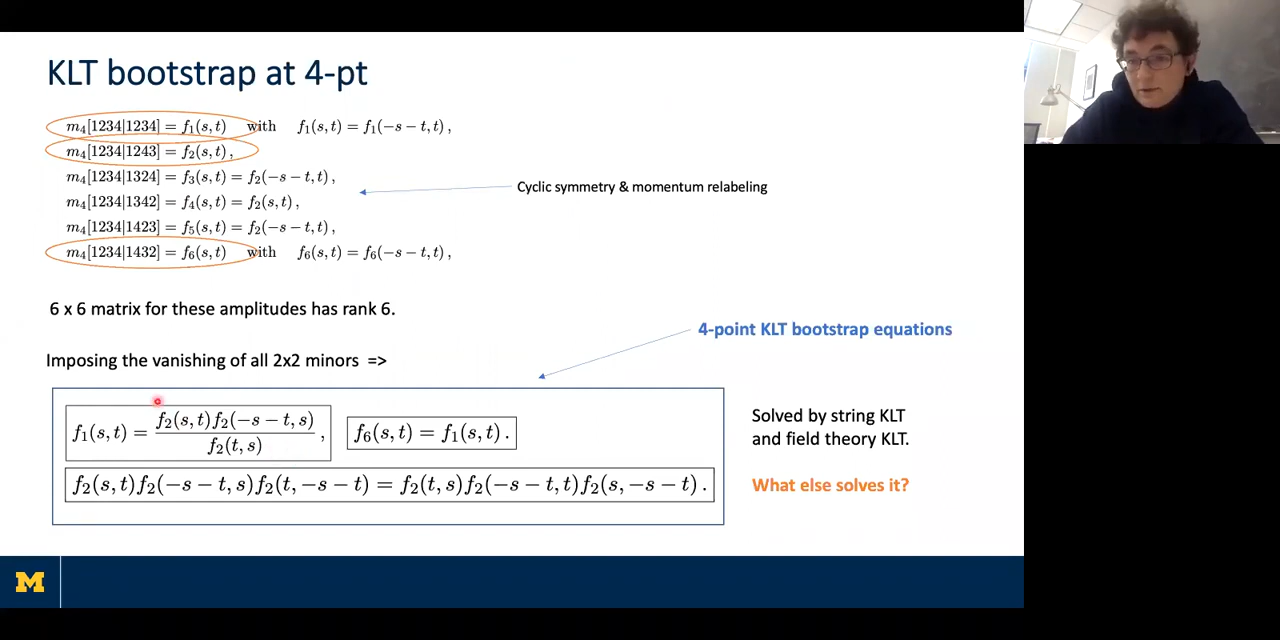 KLT bootstrap at 4-pt
m₄[1234|1234] = f₁(s, t) with f₁(s, t) = f₁(−s − t, t) ,
m₄[1234|1243] = f₂(s, t) ,
m₄[1234|1324] = f₃(s, t) = f₂(−s − t, t) ,
Cyclic symmetry & momentum relabeling
m₄[1234|1342] = f₄(s, t) = f₂(s, t) ,
m₄[1234|1423] = f₅(s, t) = f₂(−s − t, t) ,
m₄[1234|1432] = f₆(s, t) with f₆(s, t) = f₆(−s − t, t) ,
6 x 6 matrix for these amplitudes has rank 6.
4-point KLT bootstrap equations
Imposing the vanishing of all 2x2 minors =>
f₁(s, t) = f₂(s, t)f₂(−s − t, s) / f₂(t, s) , f₆(s, t) = f₁(s, t) .
f₂(s, t)f₂(−s − t, s)f₂(t, −s − t) = f₂(t, s)f₂(−s − t, t)f₂(s, −s − t) .
Solved by string KLT
and field theory KLT.
What else solves it?
M